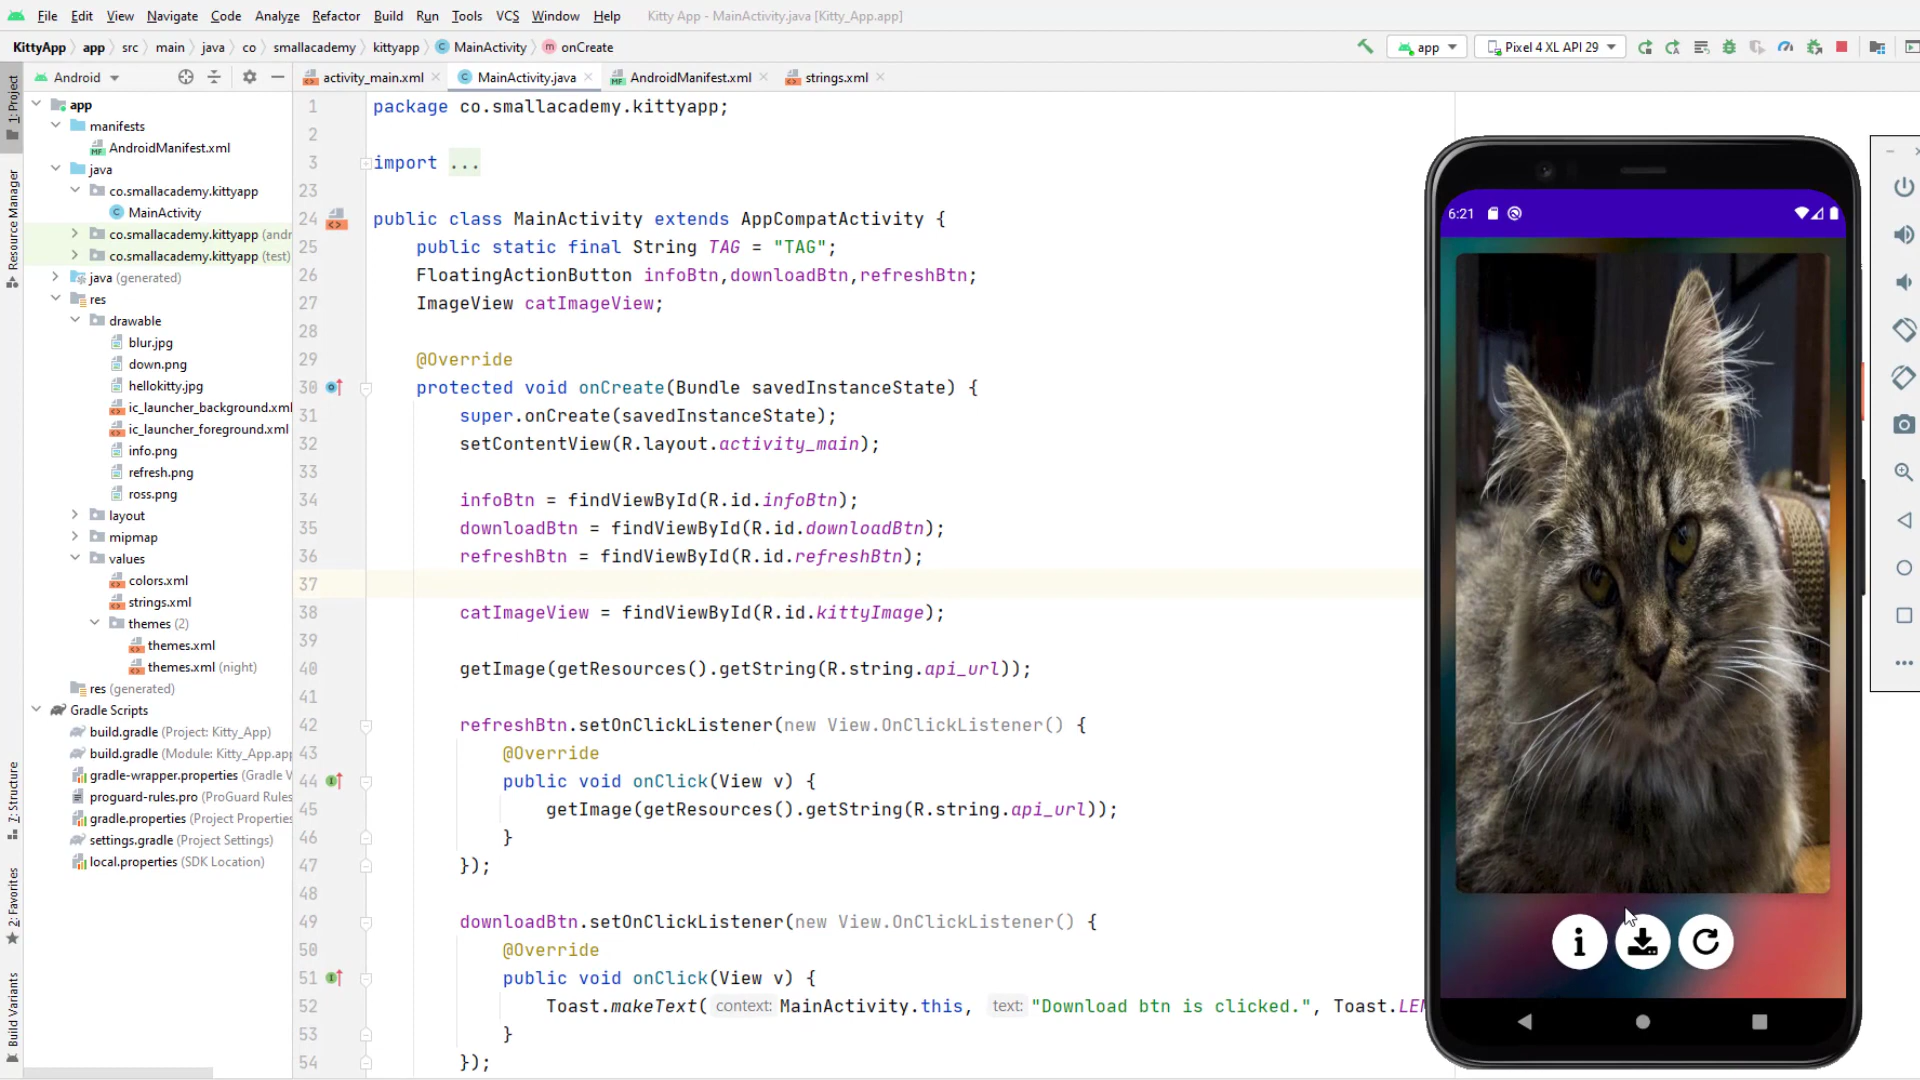 File Edit View Navigate Code Analyze Refactor Build Run Tools VCS Window Help Kitty App - MainActivity.java [Kitty_App.app]
KittyApp app src main java co smallacademy kittyapp MainActivity onCreate app Pixel 4 XL API 29
Android activity_main.xml MainActivity.java AndroidManifest.xml strings.xml
1: Project
Resource Manager
7: Structure
2: Favorites
Build Variants
app
manifests
AndroidManifest.xml
java
co.smallacademy.kittyapp
MainActivity
co.smallacademy.kittyapp (andr
co.smallacademy.kittyapp (test)
java (generated)
res
drawable
blur.jpg
down.png
hellokitty.jpg
ic_launcher_background.xml
ic_launcher_foreground.xml
info.png
refresh.png
ross.png
layout
mipmap
values
colors.xml
strings.xml
themes (2)
themes.xml
themes.xml (night)
res (generated)
Gradle Scripts
build.gradle (Project: Kitty_App)
build.gradle (Module: Kitty_App.app
gradle-wrapper.properties (Gradle V
proguard-rules.pro (ProGuard Rules
gradle.properties (Project Properties
settings.gradle (Project Settings)
local.properties (SDK Location)
1 package co.smallacademy.kittyapp;
2
3 import ...
23
24 public class MainActivity extends AppCompatActivity {
25 public static final String TAG = "TAG";
26 FloatingActionButton infoBtn,downloadBtn,refreshBtn;
27 ImageView catImageView;
28
29 @Override
30 protected void onCreate(Bundle savedInstanceState) {
31 super.onCreate(savedInstanceState);
32 setContentView(R.layout.activity_main);
33
34 infoBtn = findViewById(R.id.infoBtn);
35 downloadBtn = findViewById(R.id.downloadBtn);
36 refreshBtn = findViewById(R.id.refreshBtn);
37
38 catImageView = findViewById(R.id.kittyImage);
39
40 getImage(getResources().getString(R.string.api_url));
41
42 refreshBtn.setOnClickListener(new View.OnClickListener() {
43 @Override
44 public void onClick(View v) {
45 getImage(getResources().getString(R.string.api_url));
46 }
47 });
48
49 downloadBtn.setOnClickListener(new View.OnClickListener() {
50 @Override
51 public void onClick(View v) {
52 Toast.makeText( context: MainActivity.this, text: "Download btn is clicked.", Toast.LEN
53 }
54 });
6:21